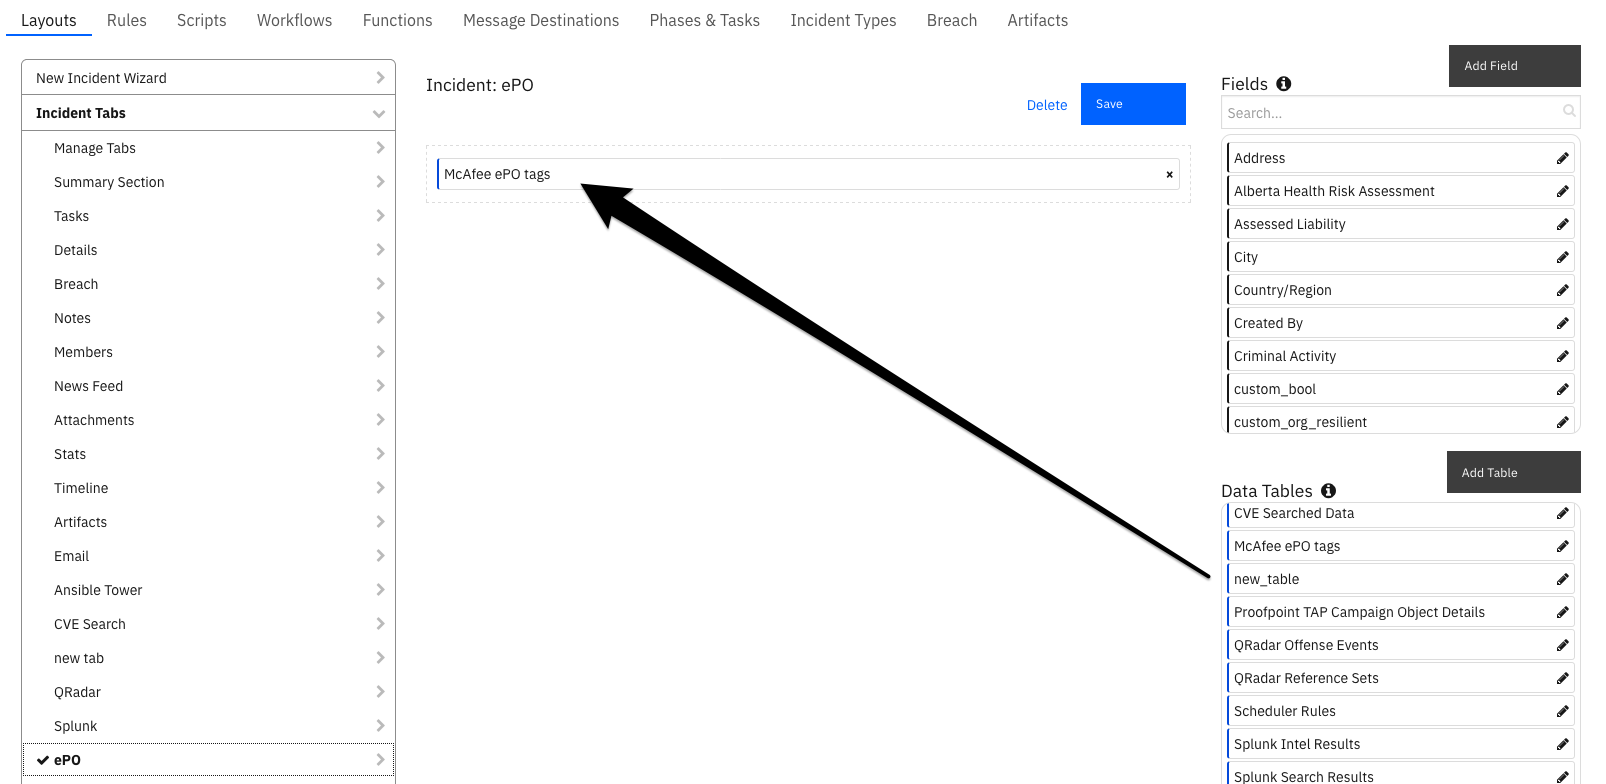 Layouts Rules Scripts Workflows Functions Message Destinations Phases & Tasks Incident Types Breach Artifacts
New Incident Wizard
Incident Tabs
Manage Tabs
Summary Section
Tasks
Details
Breach
Notes
Members
News Feed
Attachments
Stats
Timeline
Artifacts
Email
Ansible Tower
CVE Search
new tab
QRadar
Splunk
ePO
Incident: ePO
Delete Save
McAfee ePO tags
Add Field
Fields
Search...
Address
Alberta Health Risk Assessment
Assessed Liability
City
Country/Region
Created By
Criminal Activity
custom_bool
custom_org_resilient
Add Table
Data Tables
CVE Searched Data
McAfee ePO tags
new_table
Proofpoint TAP Campaign Object Details
QRadar Offense Events
QRadar Reference Sets
Scheduler Rules
Splunk Intel Results
Splunk Search Results